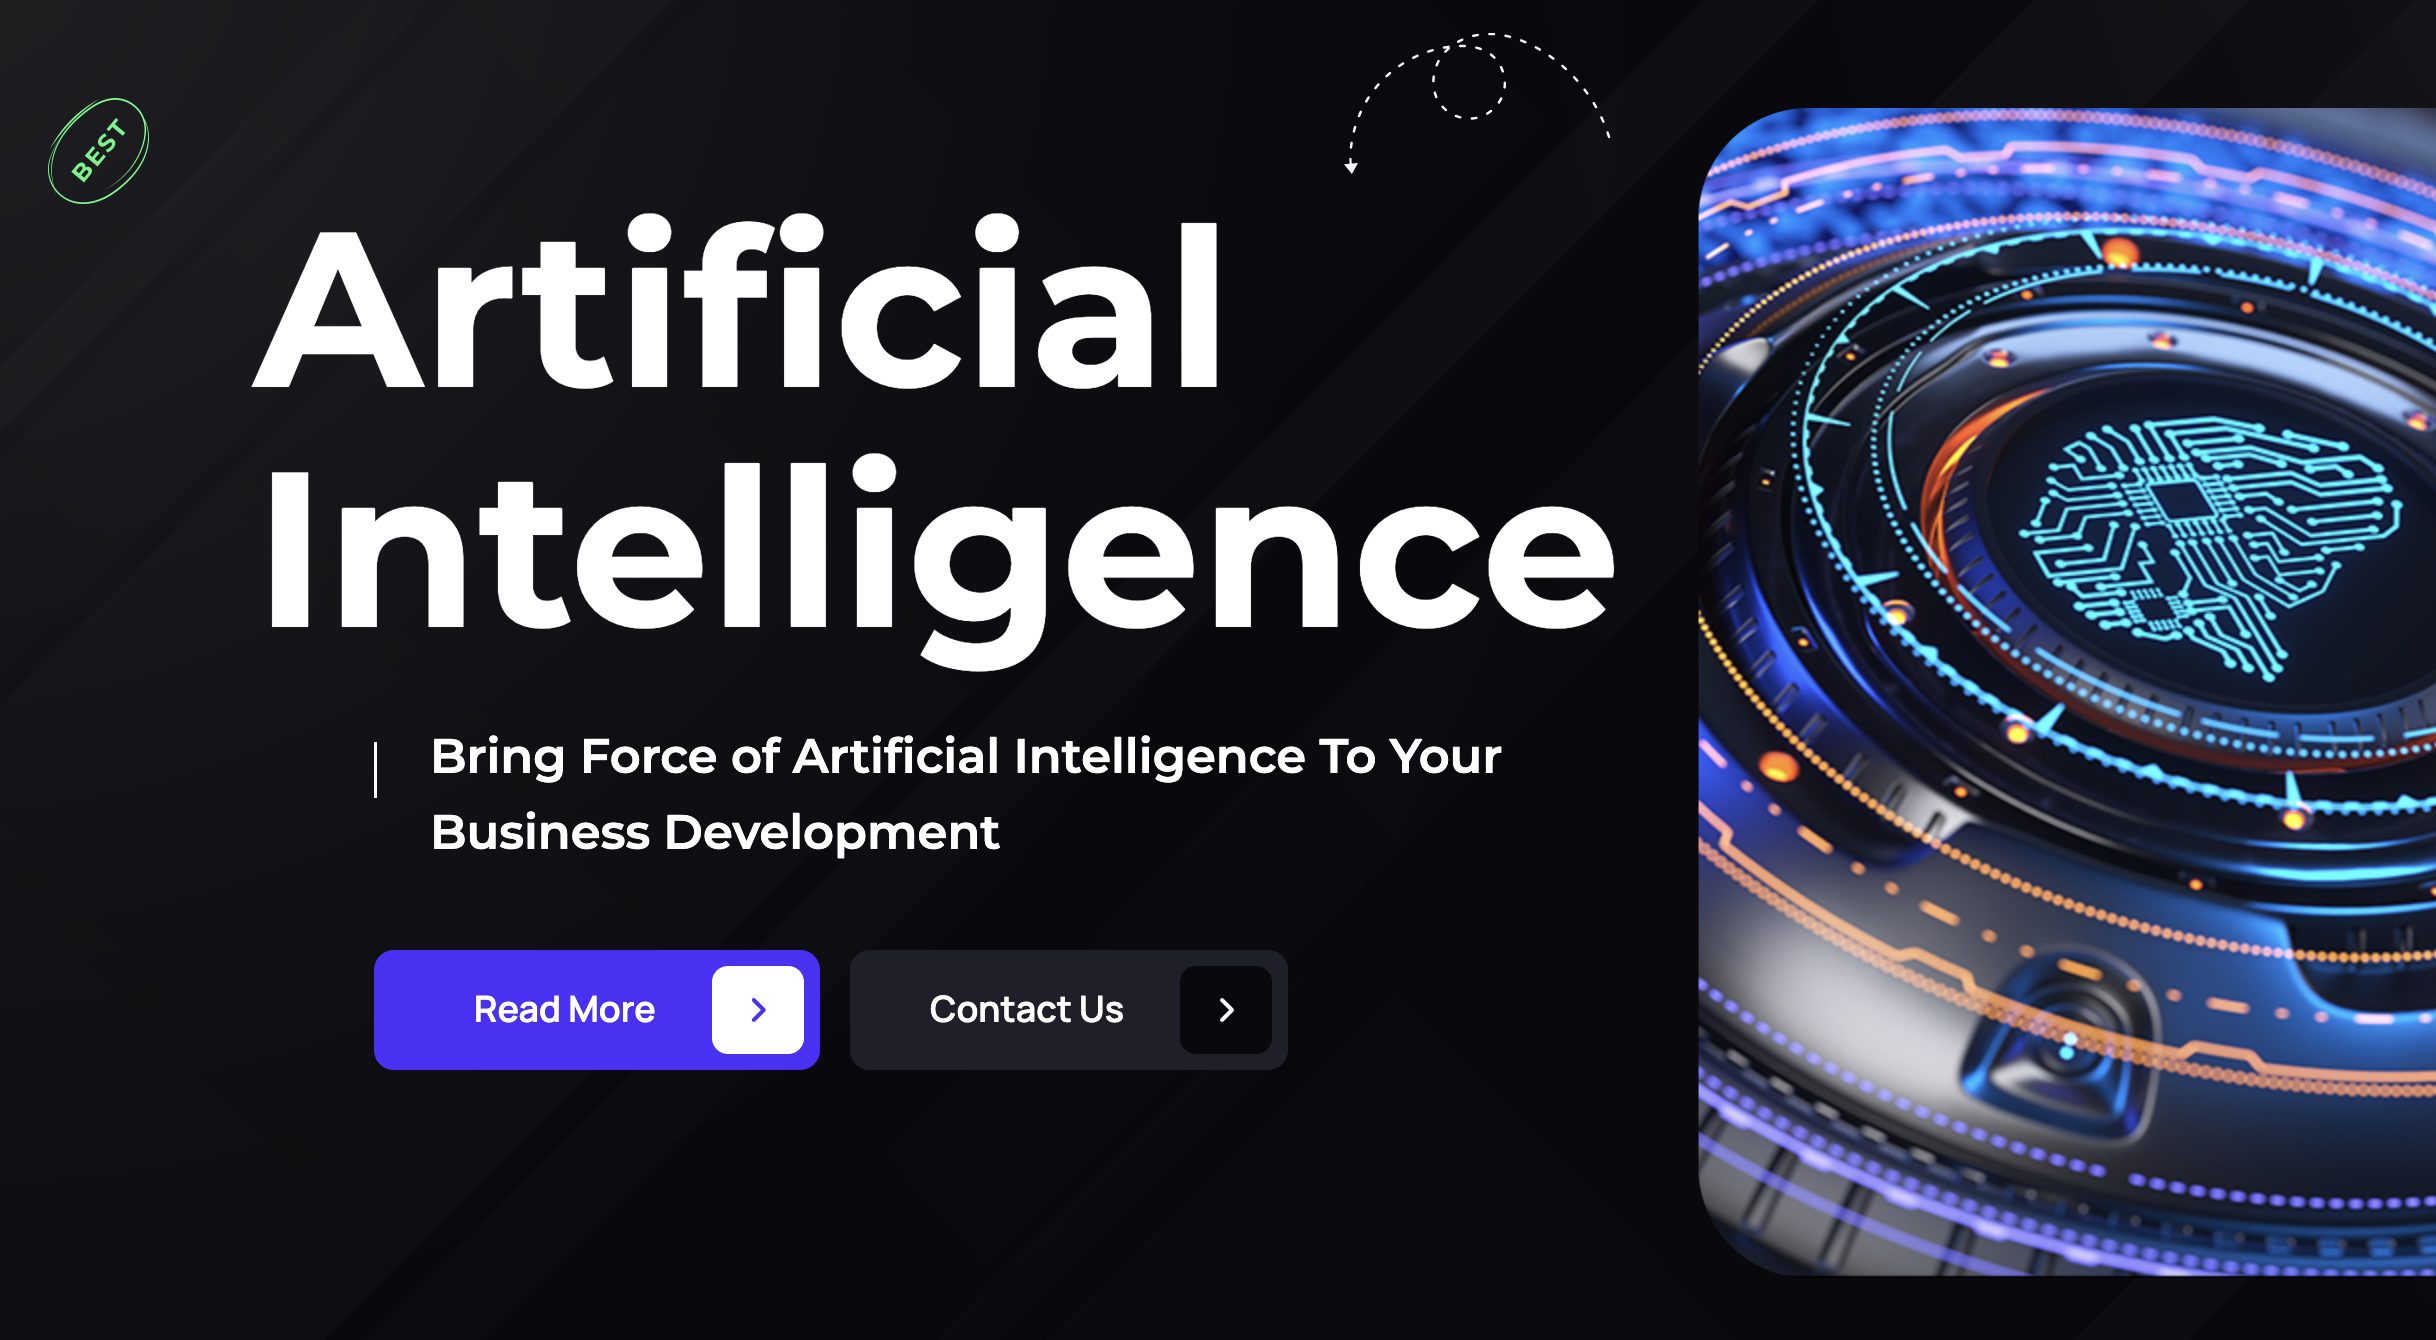 BEST
Artificial
Intelligence
Bring Force of Artificial Intelligence To Your
Business Development
Read More
Contact Us